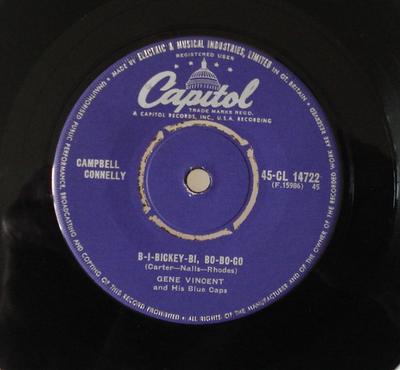 MADE BY ELECTRIC & MUSICAL INDUSTRIES, LIMITED IN GT. BRITAIN
REGISTERED USER
Capitol
TRADE MARKS REGD.
A CAPITOL RECORDS, INC., U.S.A. RECORDING
CAMPBELL
CONNELLY
45-CL 14722
(F.15986) 45
B-I-BICKEY-BI, BO-BO-GO
(Carter—Nalls—Rhodes)
GENE VINCENT
and His Blue Caps
ALL RIGHTS OF THE MANUFACTURER AND OF THE OWNER OF THE RECORDED WORK RESERVED
UNAUTHORISED PUBLIC PERFORMANCE, BROADCASTING AND COPYING OF THIS RECORD PROHIBITED